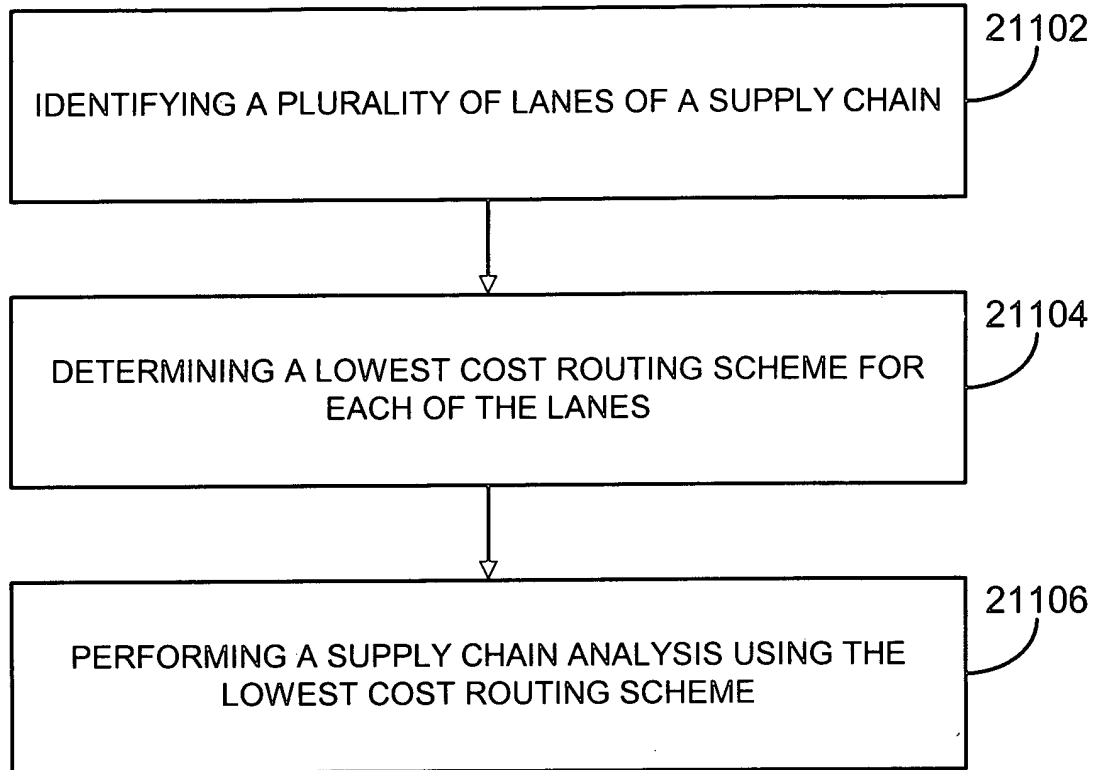 21102
IDENTIFYING A PLURALITY OF LANES OF A SUPPLY CHAIN
21104
DETERMINING A LOWEST COST ROUTING SCHEME FOR
EACH OF THE LANES
21106
PERFORMING A SUPPLY CHAIN ANALYSIS USING THE
LOWEST COST ROUTING SCHEME